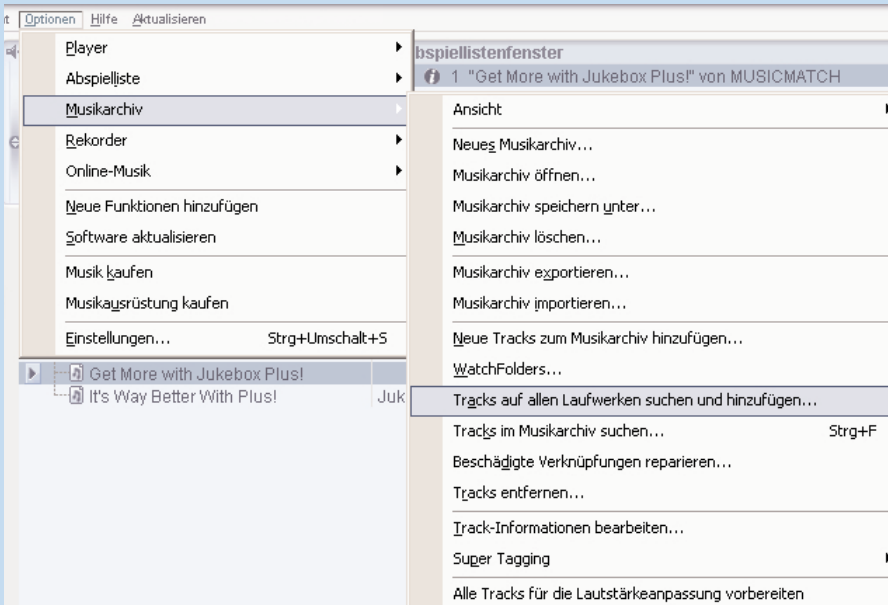 t Optionen Hilfe Aktualisieren
Player
Abspielliste
Musikarchiv
Rekorder
Online-Musik
Neue Funktionen hinzufügen
Software aktualisieren
Musik kaufen
Musikausrüstung kaufen
Einstellungen... Strg+Umschalt+S
bspiellistenfenster
1 "Get More with Jukebox Plus!" von MUSICMATCH
Ansicht
Neues Musikarchiv...
Musikarchiv öffnen...
Musikarchiv speichern unter...
Musikarchiv löschen...
Musikarchiv exportieren...
Musikarchiv importieren...
Neue Tracks zum Musikarchiv hinzufügen...
WatchFolders...
Tracks auf allen Laufwerken suchen und hinzufügen...
Tracks im Musikarchiv suchen... Strg+F
Beschädigte Verknüpfungen reparieren...
Tracks entfernen...
Track-Informationen bearbeiten...
Super Tagging
Alle Tracks für die Lautstärkeanpassung vorbereiten
Get More with Jukebox Plus!
It's Way Better With Plus! Juk